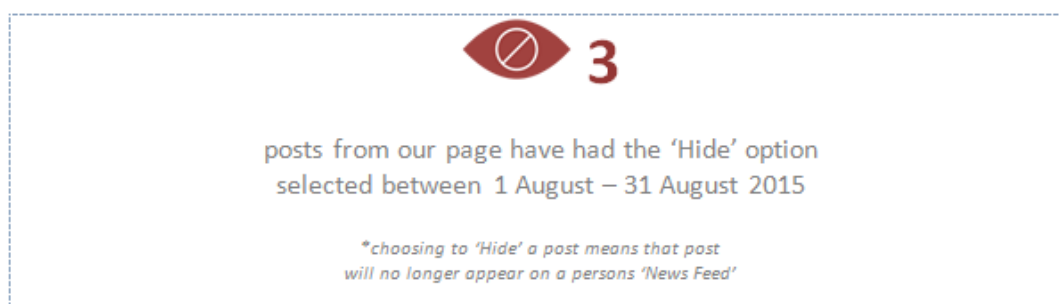 3
posts from our page have had the ‘Hide’ option
selected between 1 August – 31 August 2015
*choosing to ‘Hide’ a post means that post
will no longer appear on a persons ‘News Feed’